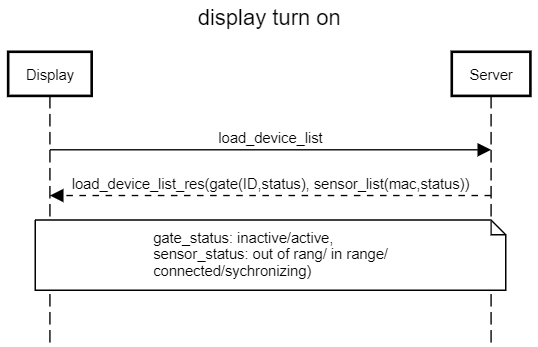 display turn on
Display
Server
load_device_list
load_device_list_res(gate(ID,status), sensor_list(mac,status))
gate_status: inactive/active,
sensor_status: out of rang/ in range/
connected/sychronizing)